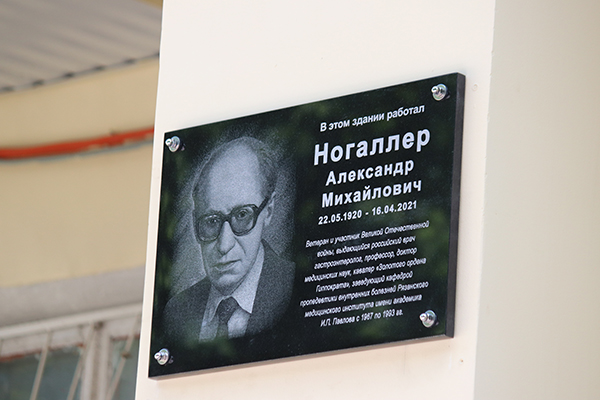 В этом здании работал
Ногаллер
Александр
Михайлович
22.05.1920 - 16.04.2021
Ветеран и участник Великой Отечественной
войны, выдающийся российский врач
гастроэнтеролог, профессор, доктор
медицинских наук, кавалер «Золотого ордена
Гиппократа», заведующий кафедрой
пропедевтики внутренних болезней Рязанского
медицинского института имени академика
И.П. Павлова с 1967 по 1993 гг.